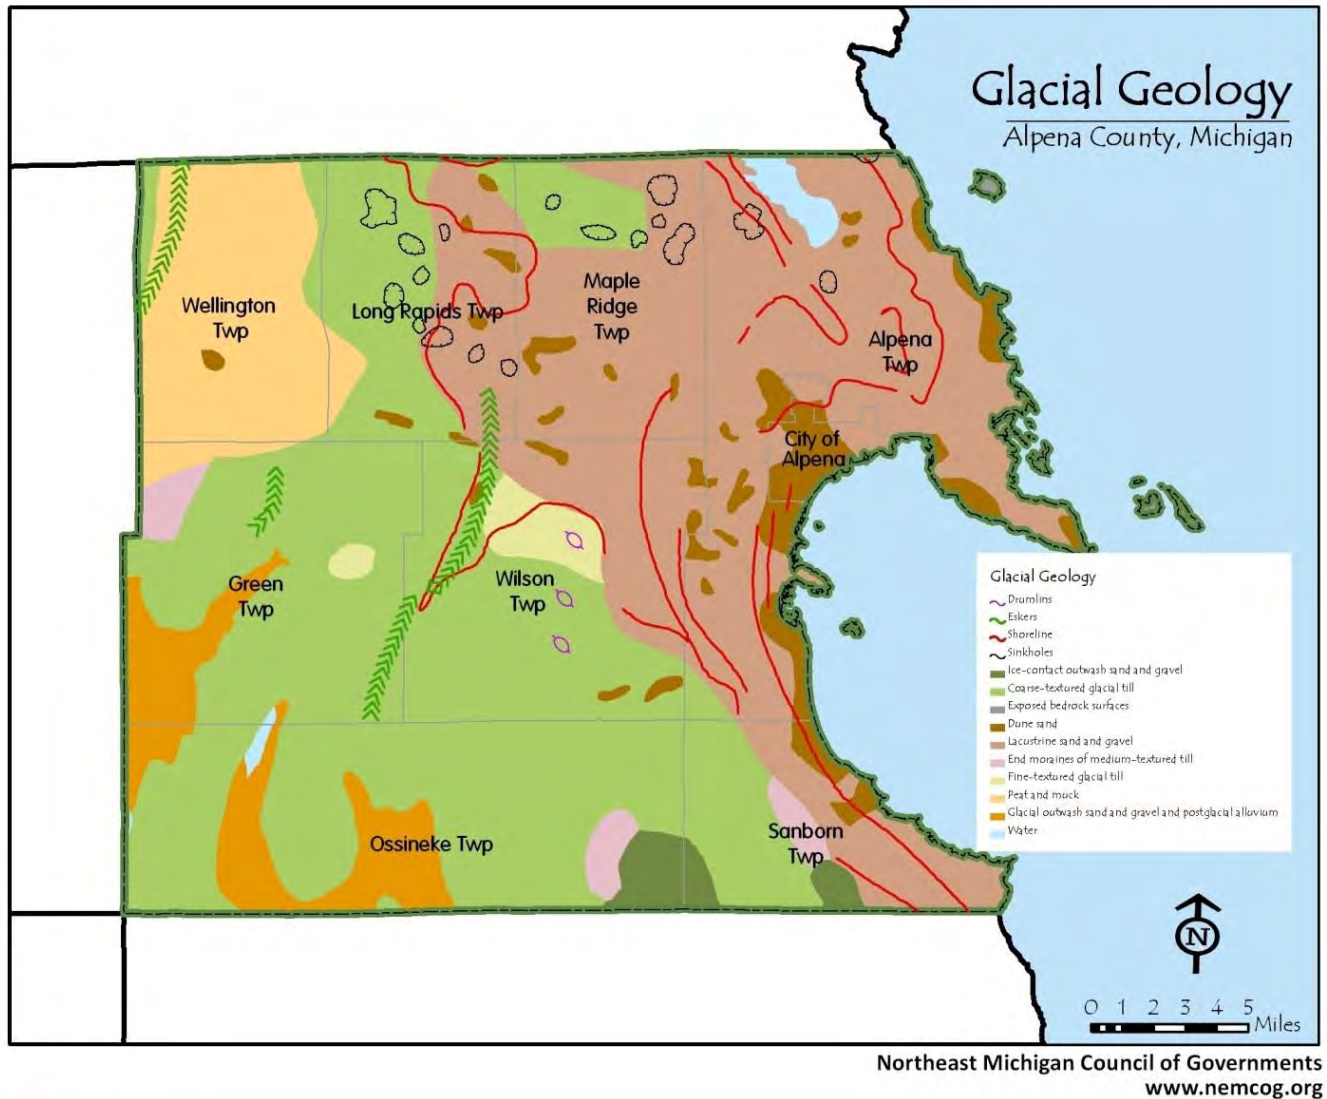 Glacial Geology
Alpena County, Michigan
Wellington
Twp
Long Rapids Twp
Maple
Ridge
Twp
Alpena
Twp
City of
Alpena
Green
Twp
Wilson
Twp
Ossineke Twp
Sanborn
Twp
Glacial Geology
Drumlins
Eskers
Shoreline
Sinkholes
Ice-contact outwash sand and gravel
Coarse-textured glacial till
Exposed bedrock surfaces
Dune sand
Lacustrine sand and gravel
End moraines of medium-textured till
Fine-textured glacial till
Peat and muck
Glacial outwash sand and gravel and postglacial alluvium
Water
N
0 1 2 3 4 5
Miles
Northeast Michigan Council of Governments
www.nemcog.org